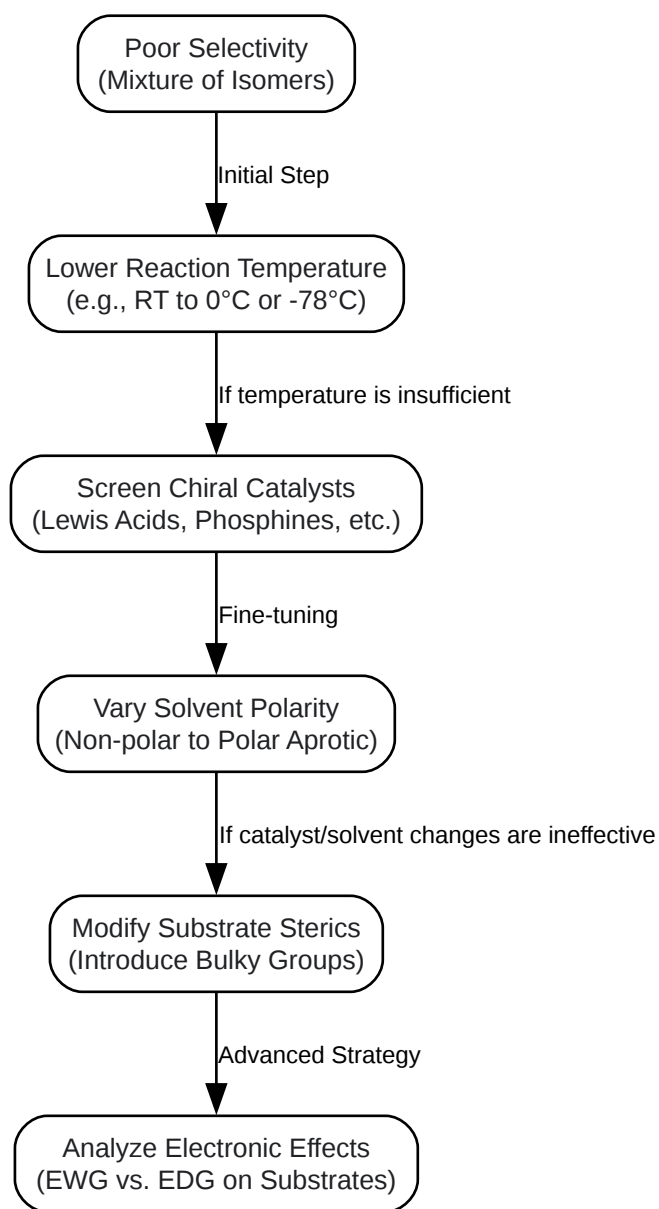 Poor Selectivity
(Mixture of Isomers)
Initial Step
Lower Reaction Temperature
(e.g., RT to 0°C or -78°C)
If temperature is insufficient
Screen Chiral Catalysts
(Lewis Acids, Phosphines, etc.)
Fine-tuning
Vary Solvent Polarity
(Non-polar to Polar Aprotic)
If catalyst/solvent changes are ineffective
Modify Substrate Sterics
(Introduce Bulky Groups)
Advanced Strategy
Analyze Electronic Effects
(EWG vs. EDG on Substrates)